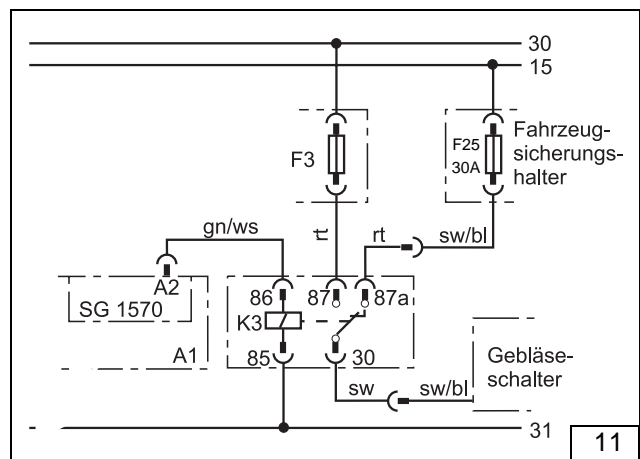 30
15
F3
F25
30A
Fahrzeug-
sicherungs-
halter
gn/ws
rt
rt
sw/bl
A2
SG 1570
A1
86
87
87a
K3
85
30
Gebläse-
schalter
sw
sw/bl
31
11